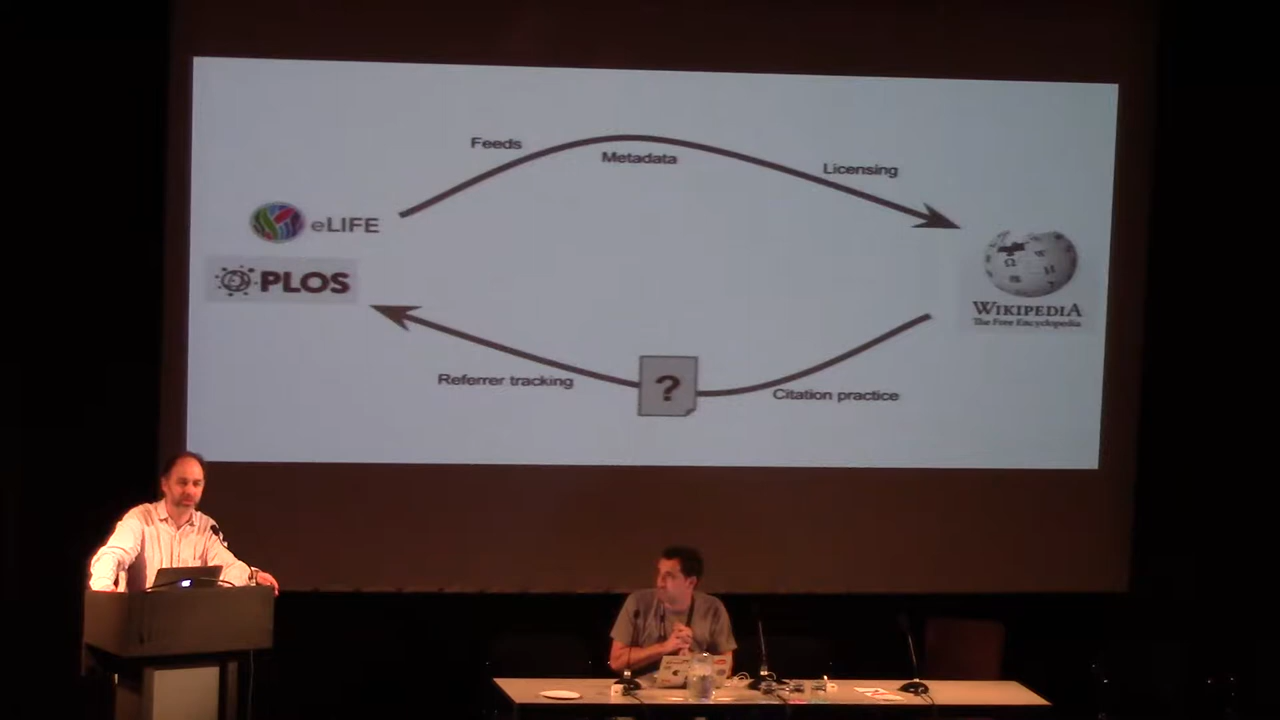 Feeds
Metadata
Licensing
eLIFE
PLOS
WIKIPEDIA
The Free Encyclopedia
Referrer tracking
?
Citation practice